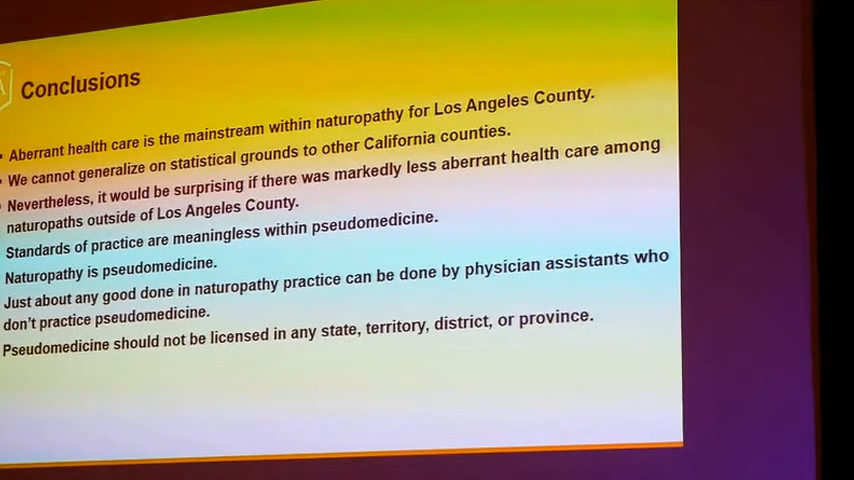 Conclusions
Aberrant health care is the mainstream within naturopathy for Los Angeles County.
We cannot generalize on statistical grounds to other California counties.
Nevertheless, it would be surprising if there was markedly less aberrant health care among
naturopaths outside of Los Angeles County.
Standards of practice are meaningless within pseudomedicine.
Naturopathy is pseudomedicine.
Just about any good done in naturopathy practice can be done by physician assistants who
don't practice pseudomedicine.
Pseudomedicine should not be licensed in any state, territory, district, or province.